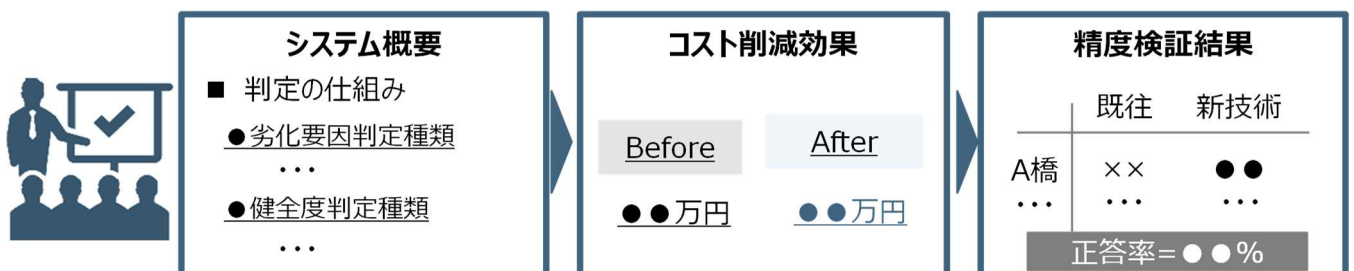 システム概要
■ 判定の仕組み
●劣化要因判定種類
・・・
●健全度判定種類
・・・
コスト削減効果
Before After
●●万円 ●●万円
精度検証結果
既往 新技術
A橋 ×× ●●
・・・ ・・・ ・・・
正答率=●●%